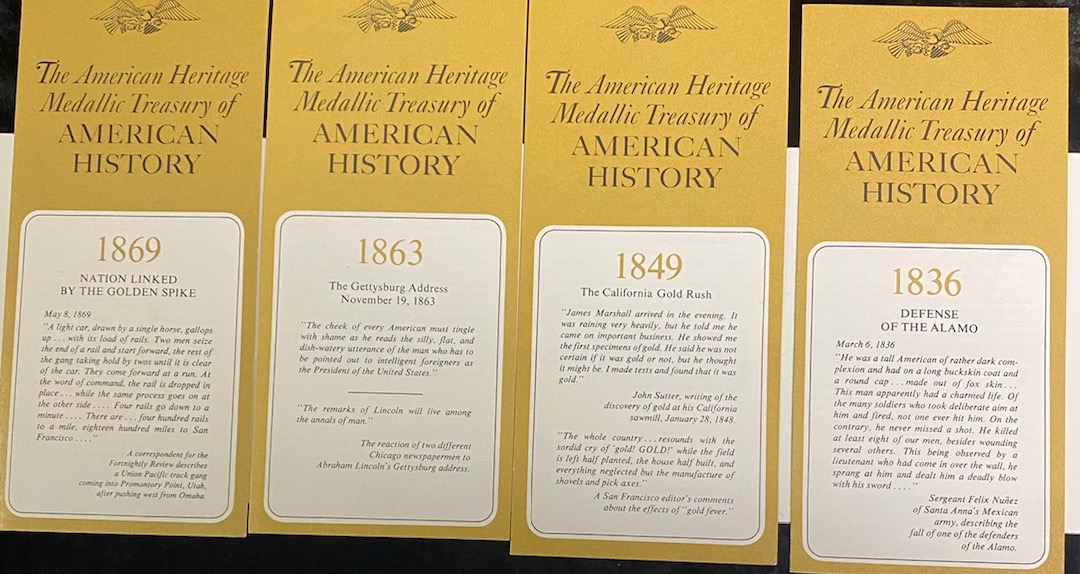 The American Heritage
Medallic Treasury of
AMERICAN
HISTORY
1869
NATION LINKED
BY THE GOLDEN SPIKE
May 8, 1869
"A light car, drawn by a single horse, gallops
up . . . with its load of rails. Two men seize
the end of a rail and start forward, the rest of
the gang taking hold by twos until it is clear
of the car. They come forward at a run. At
the word of command, the rail is dropped in
place . . . while the same process goes on at
the other side . . . . Four rails go down to a
minute . . . . There are . . . four hundred rails
to a mile, eighteen hundred miles to San
Francisco . . . ."
A correspondent for the
Fortnightly Review describes
a Union Pacific track gang
coming into Promontory Point, Utah,
after pushing west from Omaha.
The American Heritage
Medallic Treasury of
AMERICAN
HISTORY
1863
The Gettysburg Address
November 19, 1863
"The cheek of every American must tingle
with shame as he reads the silly, flat, and
dish-watery utterance of the man who has to
be pointed out to intelligent foreigners as
the President of the United States."
"The remarks of Lincoln will live among
the annals of man."
The reaction of two different
Chicago newspapermen to
Abraham Lincoln's Gettysburg address.
The American Heritage
Medallic Treasury of
AMERICAN
HISTORY
1849
The California Gold Rush
"James Marshall arrived in the evening. It
was raining very heavily, but he told me he
came on important business. He showed me
the first specimens of gold. He said he was not
certain if it was gold or not, but he thought
it might be. I made tests and found that it was
gold."
John Sutter, writing of the
discovery of gold at his California
sawmill, January 28, 1848.
"The whole country . . . resounds with the
sordid cry of 'gold! GOLD!' while the field
is left half planted, the house half built, and
everything neglected but the manufacture of
shovels and pick axes."
A San Francisco editor's comments
about the effects of "gold fever."
The American Heritage
Medallic Treasury of
AMERICAN
HISTORY
1836
DEFENSE
OF THE ALAMO
March 6, 1836
"He was a tall American of rather dark com-
plexion and had on a long buckskin coat and
a round cap . . . made out of fox skin . . . .
This man apparently had a charmed life. Of
the many soldiers who took deliberate aim at
him and fired, not one ever hit him. On the
contrary, he never missed a shot. He killed
at least eight of our men, besides wounding
several others. This being observed by a
lieutenant who had come in over the wall, he
sprang at him and dealt him a deadly blow
with his sword . . . ."
Sergeant Felix Nuñez
of Santa Anna's Mexican
army, describing the
fall of one of the defenders
of the Alamo.